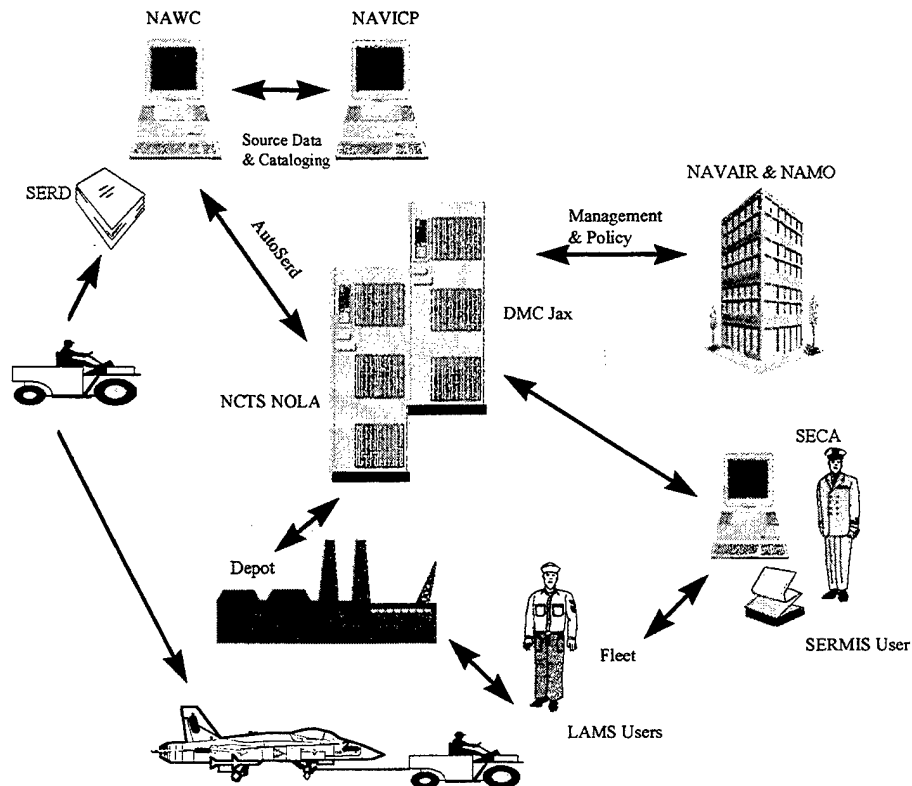 NAWC
NAVICP
Source Data
& Cataloging
SERD
AutoSerd
NAVAIR & NAMO
Management
& Policy
DMC Jax
NCTS NOLA
SECA
Depot
Fleet
SERMIS User
LAMS Users